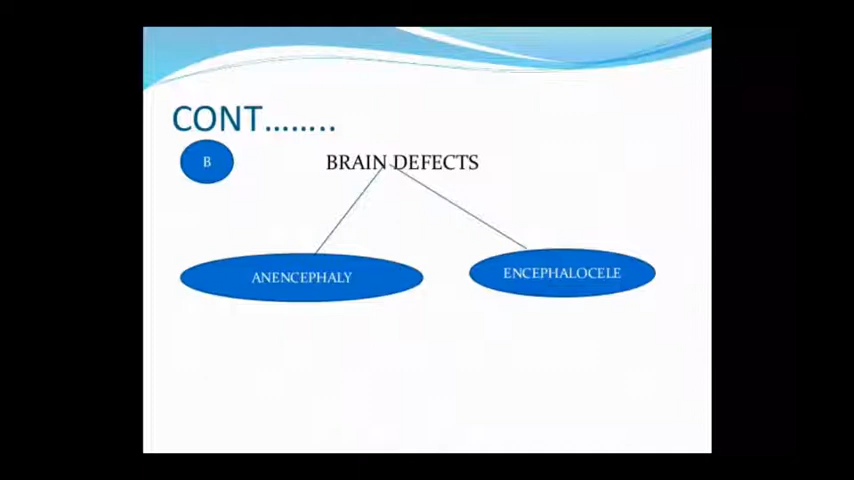 CONT........
B
BRAIN DEFECTS
ANENCEPHALY
ENCEPHALOCELE